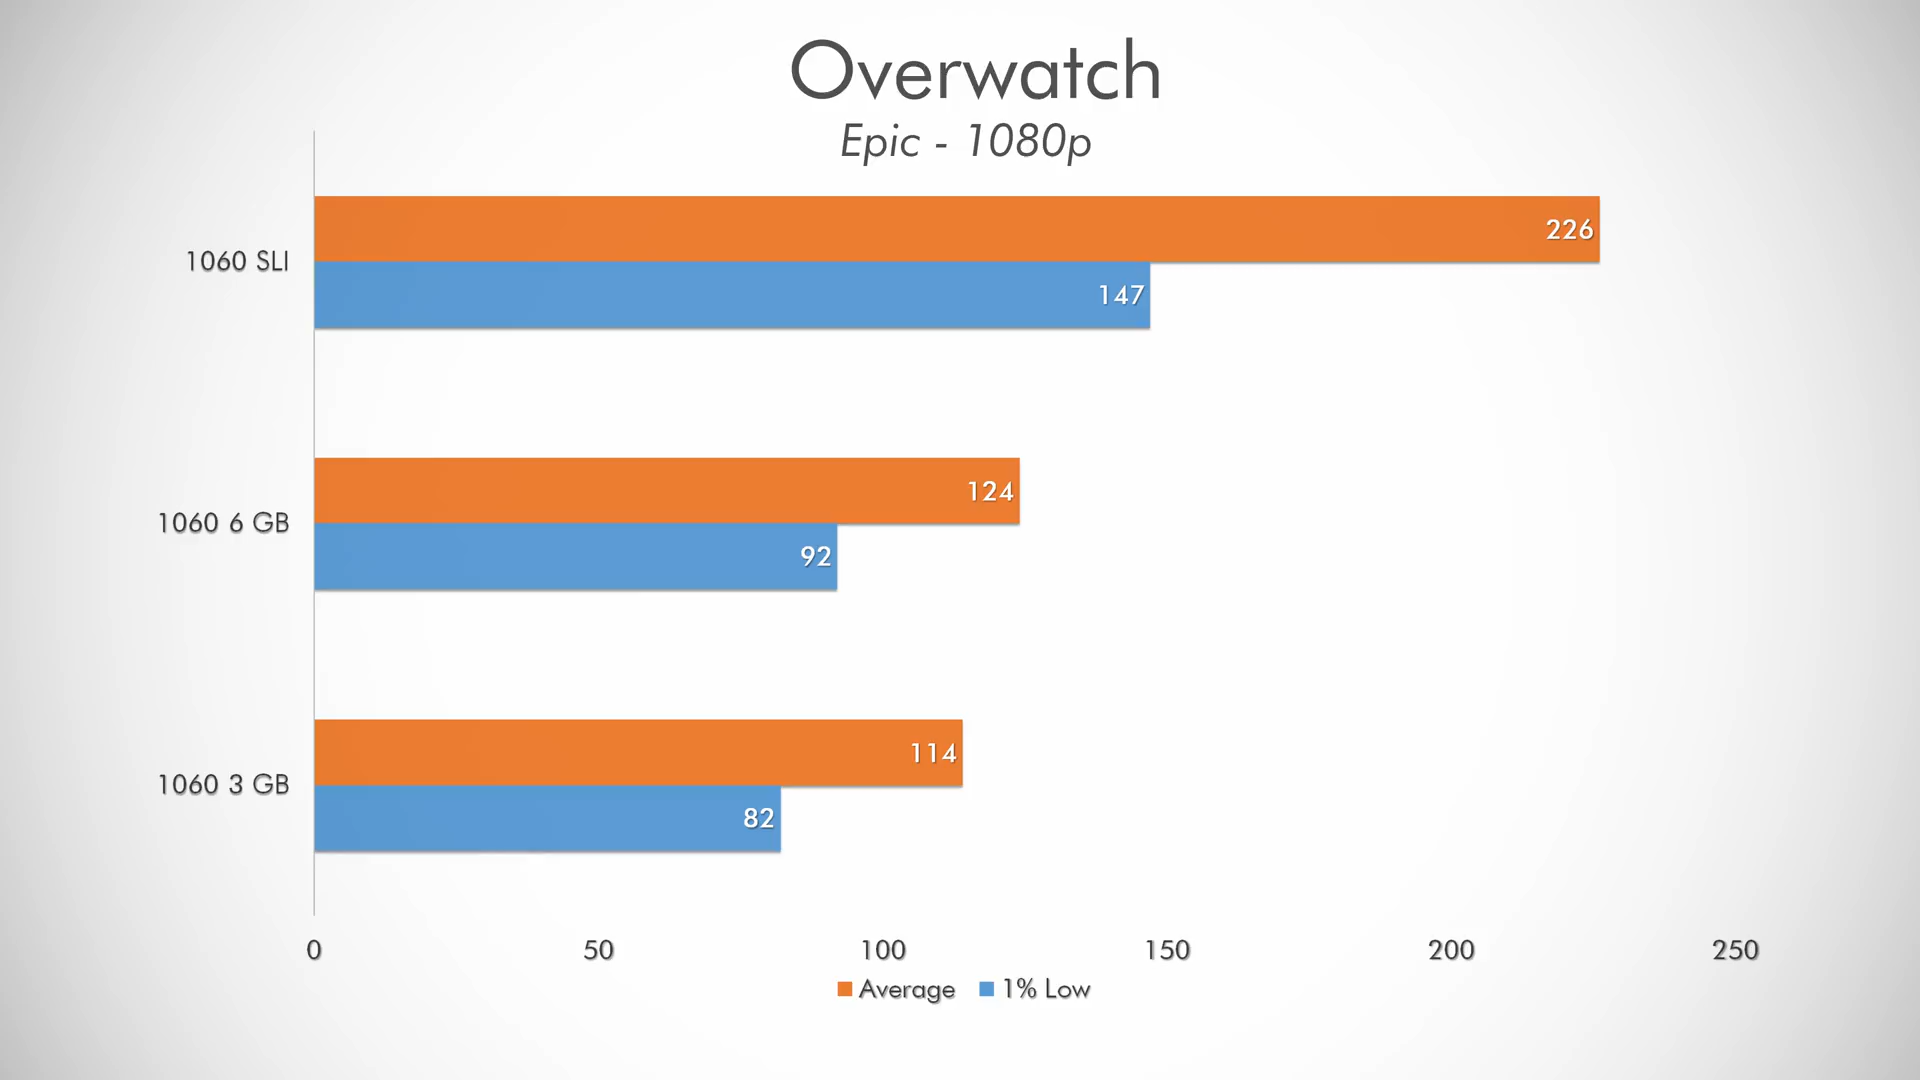 Overwatch
Epic - 1080p
1060 SLI
226
147
1060 6 GB
124
92
1060 3 GB
114
82
0 50 100 150 200 250
Average 1% Low